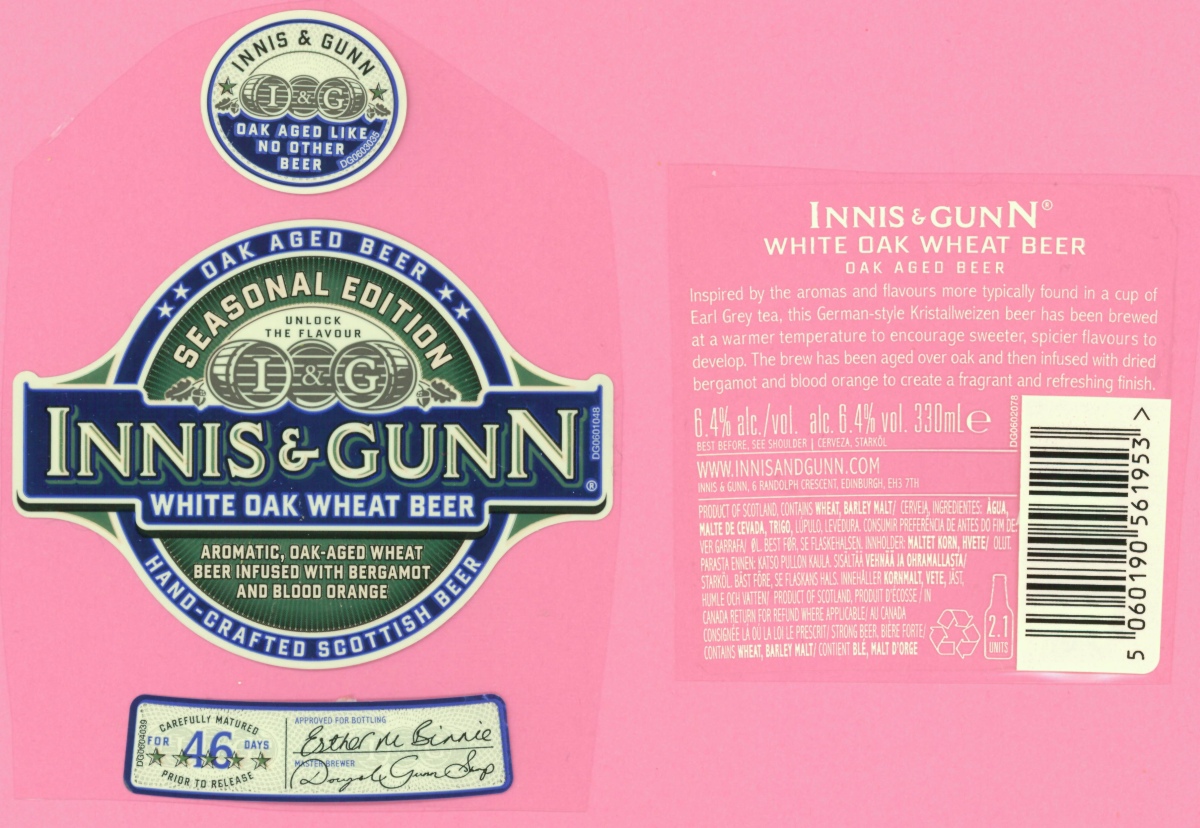 INNIS & GUNN
I & G
OAK AGED LIKE
NO OTHER
BEER
DG0603035
OAK AGED BEER
SEASONAL EDITION
UNLOCK
THE FLAVOUR
I & G
INNIS & GUNN®
DG0601048
WHITE OAK WHEAT BEER
AROMATIC, OAK-AGED WHEAT
BEER INFUSED WITH BERGAMOT
AND BLOOD ORANGE
HAND-CRAFTED SCOTTISH BEER
DG0604039
CAREFULLY MATURED
FOR 46 DAYS
PRIOR TO RELEASE
APPROVED FOR BOTTLING
Esther M Binnie
MASTER BREWER
Dougal Gunn Sharp
INNIS & GUNN®
WHITE OAK WHEAT BEER
OAK AGED BEER
Inspired by the aromas and flavours more typically found in a cup of
Earl Grey tea, this German-style Kristallweizen beer has been brewed
at a warmer temperature to encourage sweeter, spicier flavours to
develop. The brew has been aged over oak and then infused with dried
bergamot and blood orange to create a fragrant and refreshing finish.
6.4% alc./vol. alc. 6.4% vol. 330ml e
BEST BEFORE, SEE SHOULDER | CERVEZA, STARKÖL
DG0602078
WWW.INNISANDGUNN.COM
INNIS & GUNN, 6 RANDOLPH CRESCENT, EDINBURGH, EH3 7TH
PRODUCT OF SCOTLAND, CONTAINS WHEAT, BARLEY MALT/ CERVEJA, INGREDIENTES: ÀGUA,
MALTE DE CEVADA, TRIGO, LÚPULO, LEVÉDURA. CONSUMIR PREFERÊNCIA DE ANTES DO FIM DE:
VER GARRAFA/ ØL. BEST FØR, SE FLASKEHALSEN. INNHOLDER: MALTET KORN, HVETE/ OLUT.
PARASTA ENNEN: KATSO PULLON KAULA. SISÄLTÄÄ VEHNÄÄ JA OHRAMALLASTA/
STARKÖL. BÄST FÖRE, SE FLASKANS HALS. INNEHÅLLER KORNMALT, VETE, JÄST,
HUMLE OCH VATTEN/ PRODUCT OF SCOTLAND, PRODUIT D'ÉCOSSE / IN
CANADA RETURN FOR REFUND WHERE APPLICABLE/ AU CANADA
CONSIGNÉE LÀ OÙ LA LOI LE PRESCRIT/ STRONG BEER, BIÈRE FORTE/
CONTAINS WHEAT, BARLEY MALT/ CONTIENT BLÉ, MALT D'ORGE
2.1
UNITS
5 060190 561953 >